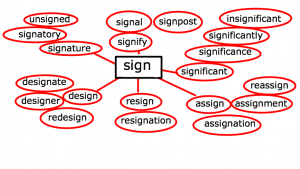 unsigned
signatory
signature
signal
signpost
signify
insignificant
significantly
significance
significant
sign
designate
designer
design
redesign
resign
resignation
reassign
assign
assignment
assignation